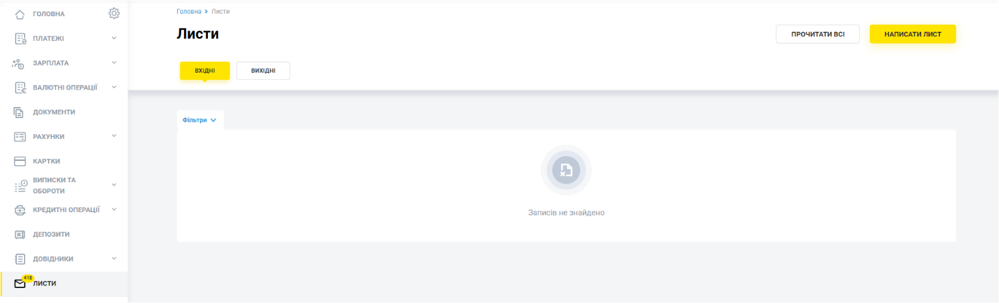 ГОЛОВНА
ПЛАТЕЖІ
ЗАРПЛАТА
ВАЛЮТНІ ОПЕРАЦІЇ
ДОКУМЕНТИ
РАХУНКИ
КАРТКИ
ВИПИСКИ ТА
ОБОРОТИ
КРЕДИТНІ ОПЕРАЦІЇ
ДЕПОЗИТИ
ДОВІДНИКИ
418
ЛИСТИ
Головна > Листи
Листи
ПРОЧИТАТИ ВСІ
НАПИСАТИ ЛИСТ
ВХІДНІ
ВИХІДНІ
Фільтри
Записів не знайдено